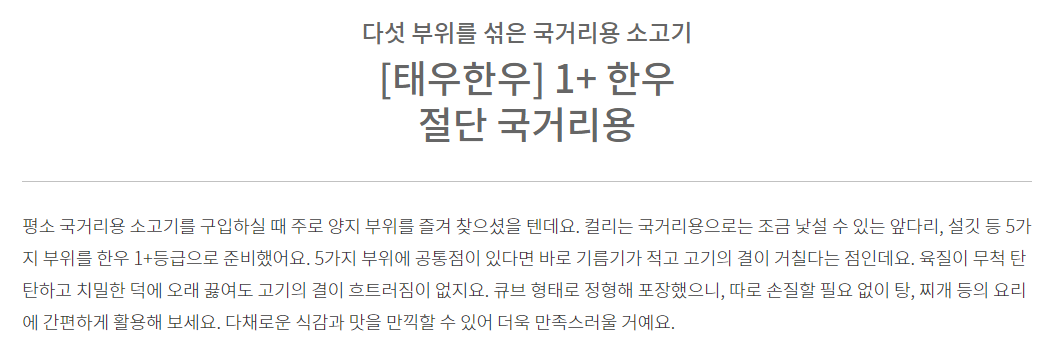 다섯 부위를 섞은 국거리용 소고기
[태우한우] 1+ 한우
절단 국거리용
평소 국거리용 소고기를 구입하실 때 주로 양지 부위를 즐겨 찾으셨을 텐데요. 컬리는 국거리용으로는 조금 낯설 수 있는 앞다리, 설깃 등 5가
지 부위를 한우 1+등급으로 준비했어요. 5가지 부위에 공통점이 있다면 바로 기름기가 적고 고기의 결이 거칠다는 점인데요. 육질이 무척 탄
탄하고 치밀한 덕에 오래 끓여도 고기의 결이 흐트러짐이 없지요. 큐브 형태로 정형해 포장했으니, 따로 손질할 필요 없이 탕, 찌개 등의 요리
에 간편하게 활용해 보세요. 다채로운 식감과 맛을 만끽할 수 있어 더욱 만족스러울 거예요.